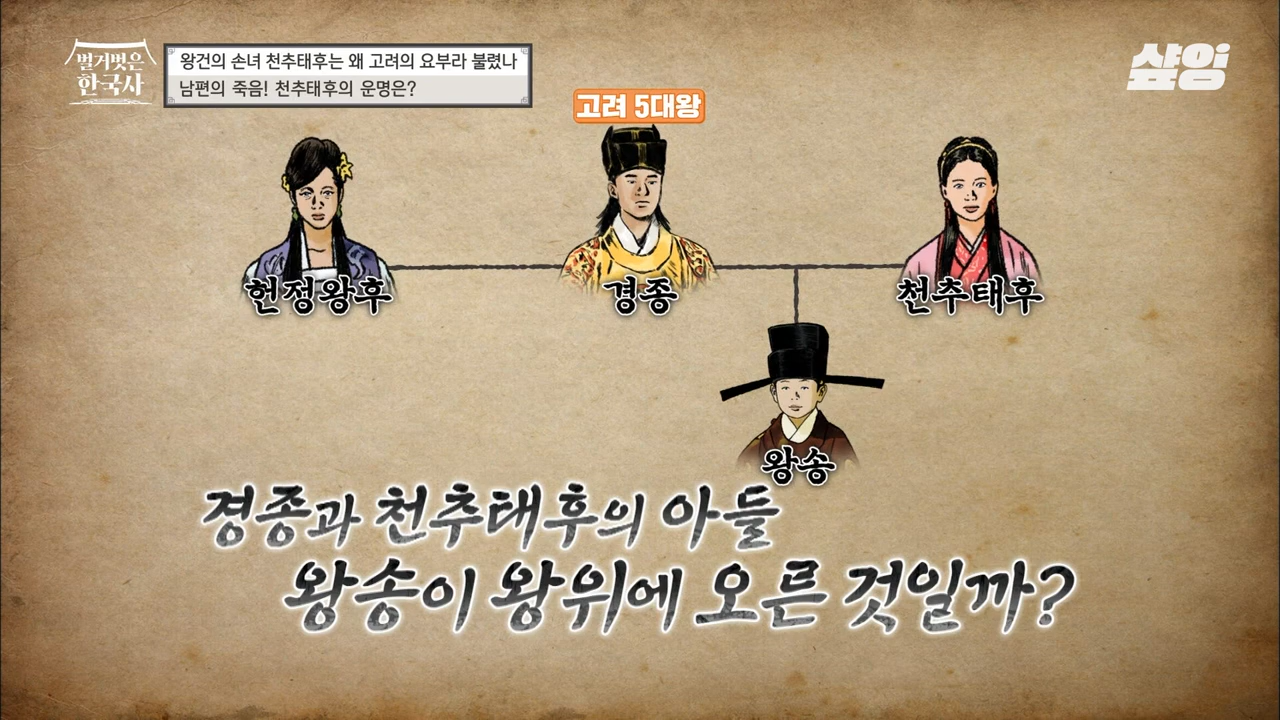 벌거벗은
한국사
왕건의 손녀 천추태후는 왜 고려의 요부라 불렸나
남편의 죽음! 천추태후의 운명은?
샾잉
고려 5대왕
헌정왕후
경종
천추태후
왕송
경종과 천추태후의 아들
왕송이 왕위에 오른 것일까?